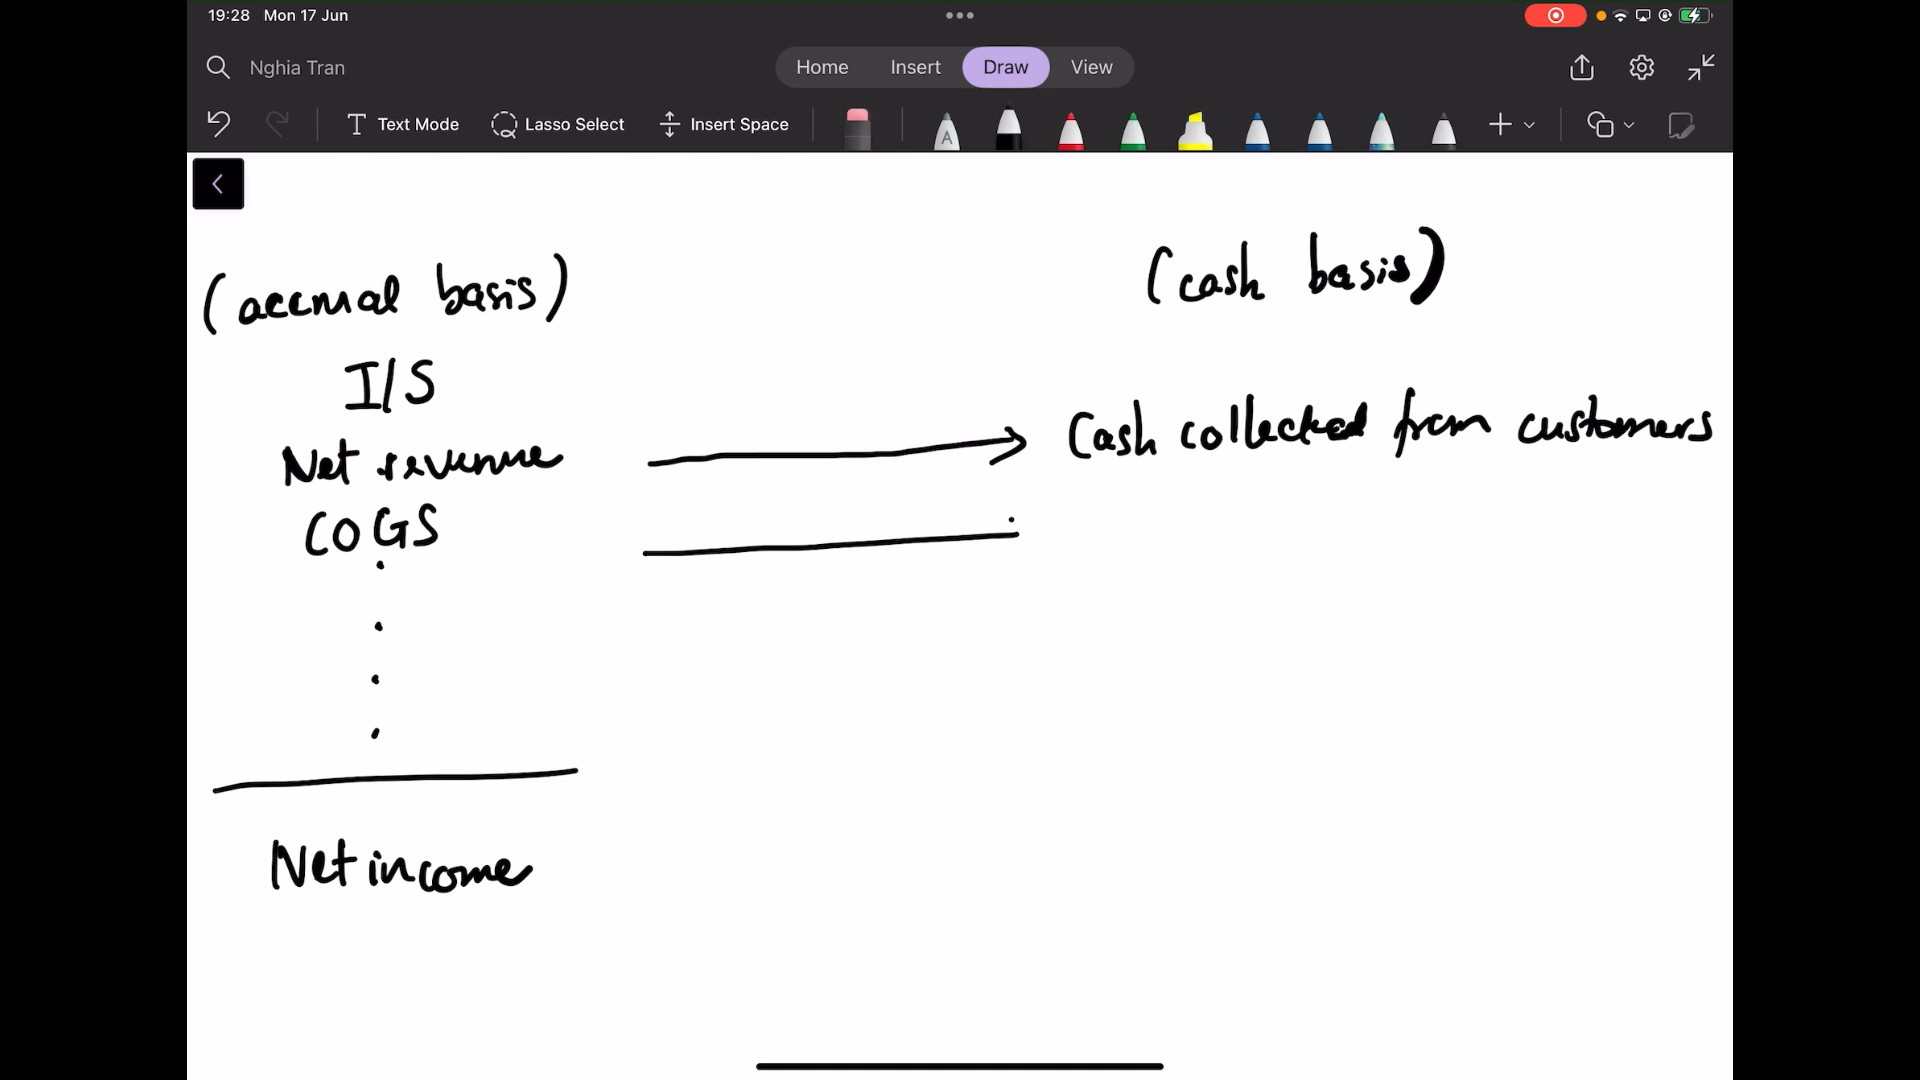 19:28 Mon 17 Jun
Nghia Tran
Home Insert Draw View
Text Mode Lasso Select Insert Space
A
(accrual basis)
(cash basis)
I/S
Net revenue
Cash collected from customers
COGS
Net income